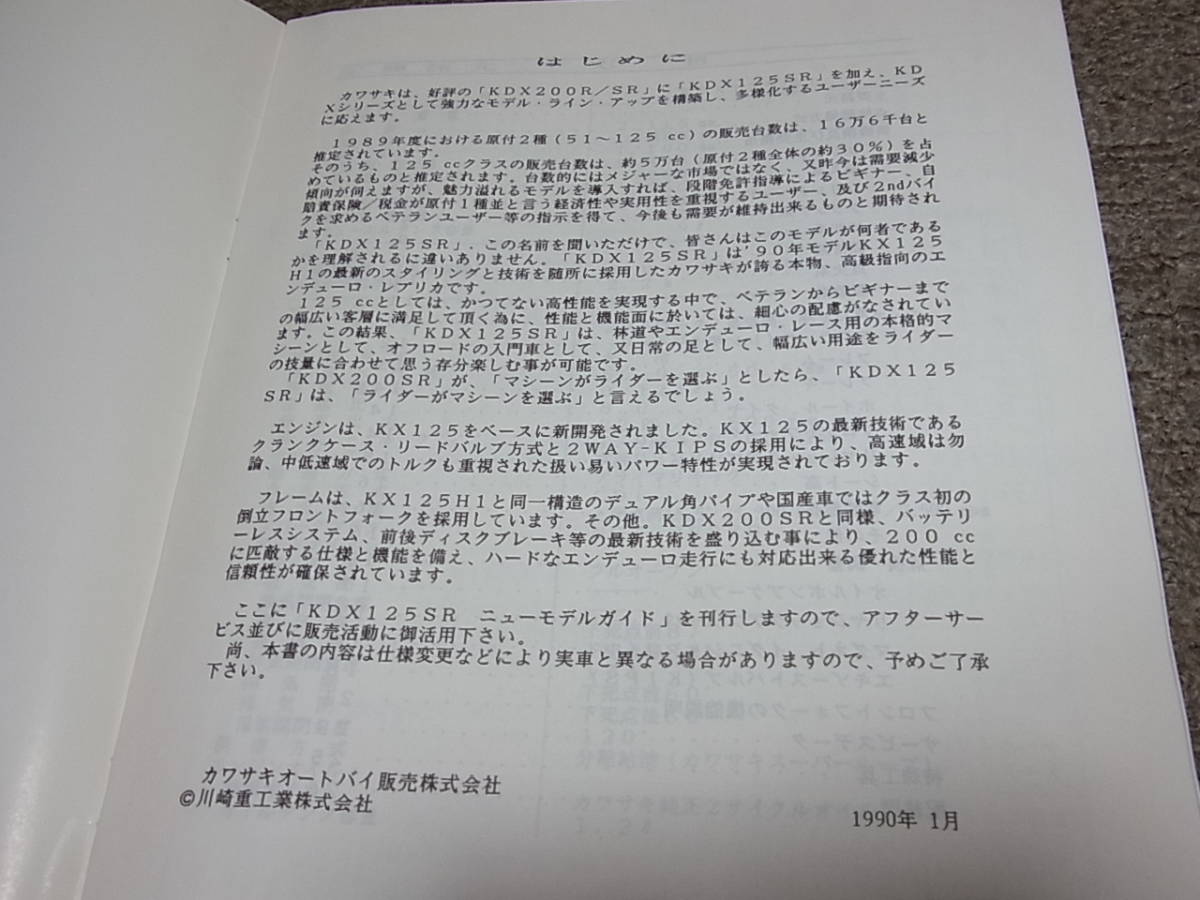 はじめに
カワサキは、好評の「KDX200R/SR」に「KDX125SR」を加え、KD
Xシリーズとして強力なモデル・ライン・アップを構築し、多様化するユーザーニーズ
に応えます。
1989年度における原付2種(51~125 cc)の販売台数は、16万6千台と
推定されています。
そのうち、125 ccクラスの販売台数は、約5万台(原付2種全体の約30%)を占
めているものと推定されます。台数的にはメジャーな市場ではなく、又昨今は需要減少
傾向が伺えますが、魅力溢れるモデルを導入すれば、段階免許指導によるビギナー、自
賠責保険/税金が原付1種並と言う経済性や実用性を重視するユーザー、及び2ndバイ
クを求めるベテランユーザー等の指示を得て、今後も需要が維持出来るものと期待され
ます。
「KDX125SR」.この名前を聞いただけで、皆さんはこのモデルが何者である
かを理解されるに違いありません。「KDX125SR」は'90年モデルKX125
H1の最新のスタイリングと技術を随所に採用したカワサキが誇る本物、高級指向のエ
ンデューロ・レプリカです。
125 ccとしては、かつてない高性能を実現する中で、ベテランからビギナーまで
の幅広い客層に満足して頂く為に、性能と機能面に於いては、細心の配慮がなされてい
ます。この結果、「KDX125SR」は、林道やエンデューロ・レース用の本格的マ
シーンとして、オフロードの入門車として、又日常の足として、幅広い用途をライダー
の技量に合わせて思う存分楽しむ事が可能です。
「KDX200SR」が、「マシーンがライダーを選ぶ」としたら、「KDX125
SR」は、「ライダーがマシーンを選ぶ」と言えるでしょう。
エンジンは、KX125をベースに新開発されました。KX125の最新技術である
クランクケース・リードバルブ方式と2WAY-KIPSの採用により、高速域は勿
論、中低速域でのトルクも重視された扱い易いパワー特性が実現されております。
フレームは、KX125H1と同一構造のデュアル角パイプや国産車ではクラス初の
倒立フロントフォークを採用しています。その他。KDX200SRと同様、バッテリ
ーレスシステム、前後ディスクブレーキ等の最新技術を盛り込む事により、200 cc
に匹敵する仕様と機能を備え、ハードなエンデューロ走行にも対応出来る優れた性能と
信頼性が確保されています。
ここに「KDX125SR ニューモデルガイド」を刊行しますので、アフターサー
ビス並びに販売活動に御活用下さい。
尚、本書の内容は仕様変更などにより実車と異なる場合がありますので、予めご了承
下さい。
カワサキオートバイ販売株式会社
©川崎重工業株式会社
1990年 1月